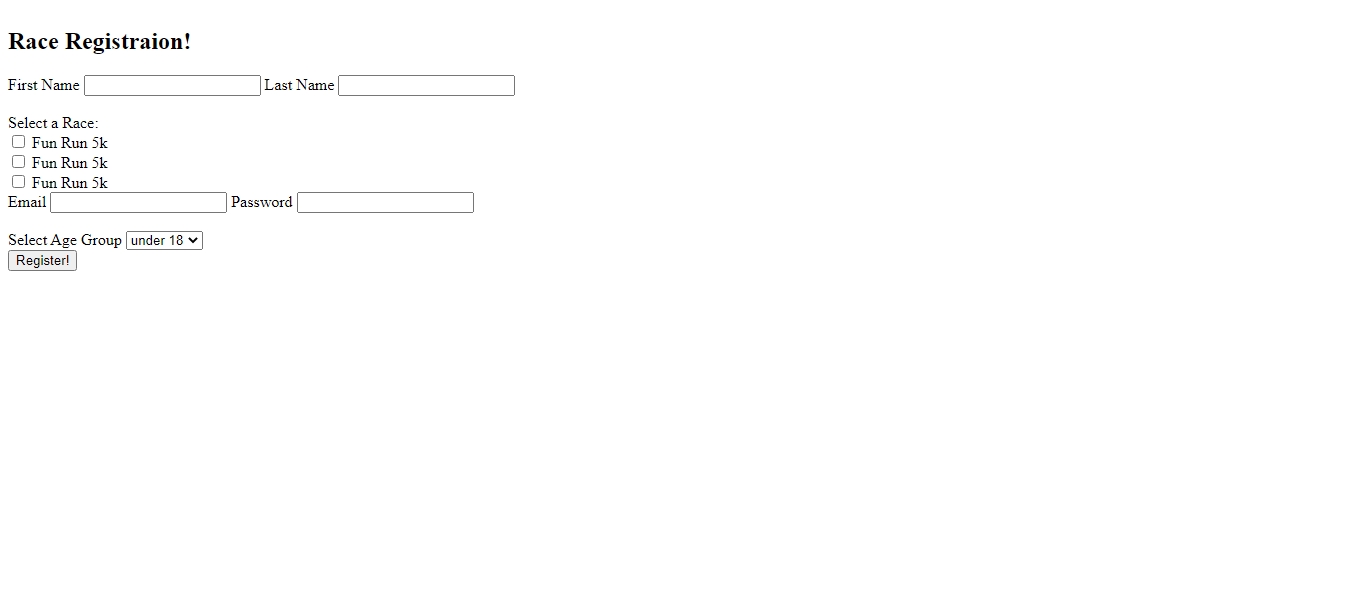 Race Registraion!
First Name Last Name
Select a Race:
Fun Run 5k
Fun Run 5k
Fun Run 5k
Email Password
Select Age Group under 18
Register!